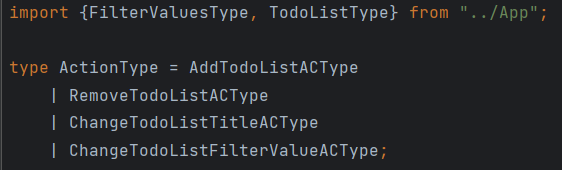 import {FilterValuesType, TodoListType} from "../App";
type ActionType = AddTodoListACType
| RemoveTodoListACType
| ChangeTodoListTitleACType
| ChangeTodoListFilterValueACType;